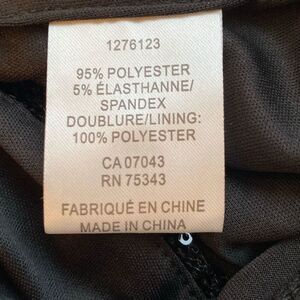 1276123
95% POLYESTER
5% ÉLASTHANNE/
SPANDEX
DOUBLURE/LINING:
100% POLYESTER
CA 07043
RN 75343
FABRIQUÉ EN CHINE
MADE IN CHINA